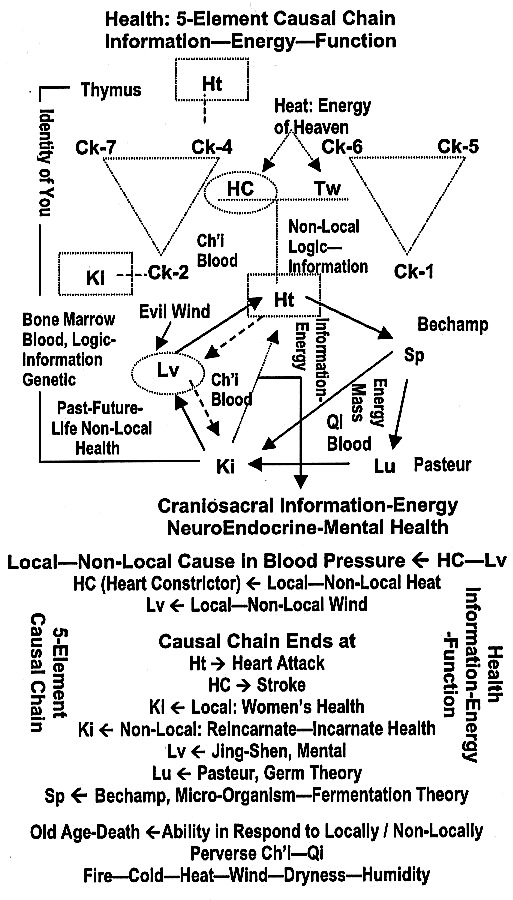 Health: 5-Element Causal Chain
Information—Energy—Function
Ht
Thymus
Heat: Energy
of Heaven
Identity of You
Ck-7
Ck-4
Ck-6
Ck-5
HC
Tw
Ch'i
Blood
Non-Local
Logic—
Information
KI
Ck-2
Ck-1
Ht
Bone Marrow
Blood, Logic-
Information
Genetic
Evil Wind
Bechamp
Information-
Energy
Sp
Lv
Ch'i
Blood
Energy
Mass
Past-Future-
Life Non-Local
Health
QI
Blood
Ki
Lu
Pasteur
Craniosacral Information-Energy
NeuroEndocrine-Mental Health
Local—Non-Local Cause in Blood Pressure ← HC—Lv
HC (Heart Constrictor) ← Local—Non-Local Heat
Lv ← Local—Non-Local Wind
5-Element
Causal Chain
Health
Information-Energy
-Function
Causal Chain Ends at
Ht → Heart Attack
HC → Stroke
KI ← Local: Women's Health
Ki ← Non-Local: Reincarnate—Incarnate Health
Lv ← Jing-Shen, Mental
Lu ← Pasteur, Germ Theory
Sp ← Bechamp, Micro-Organism—Fermentation Theory
Old Age-Death ←Ability in Respond to Locally / Non-Locally
Perverse Ch'I—Qi
Fire—Cold—Heat—Wind—Dryness—Humidity